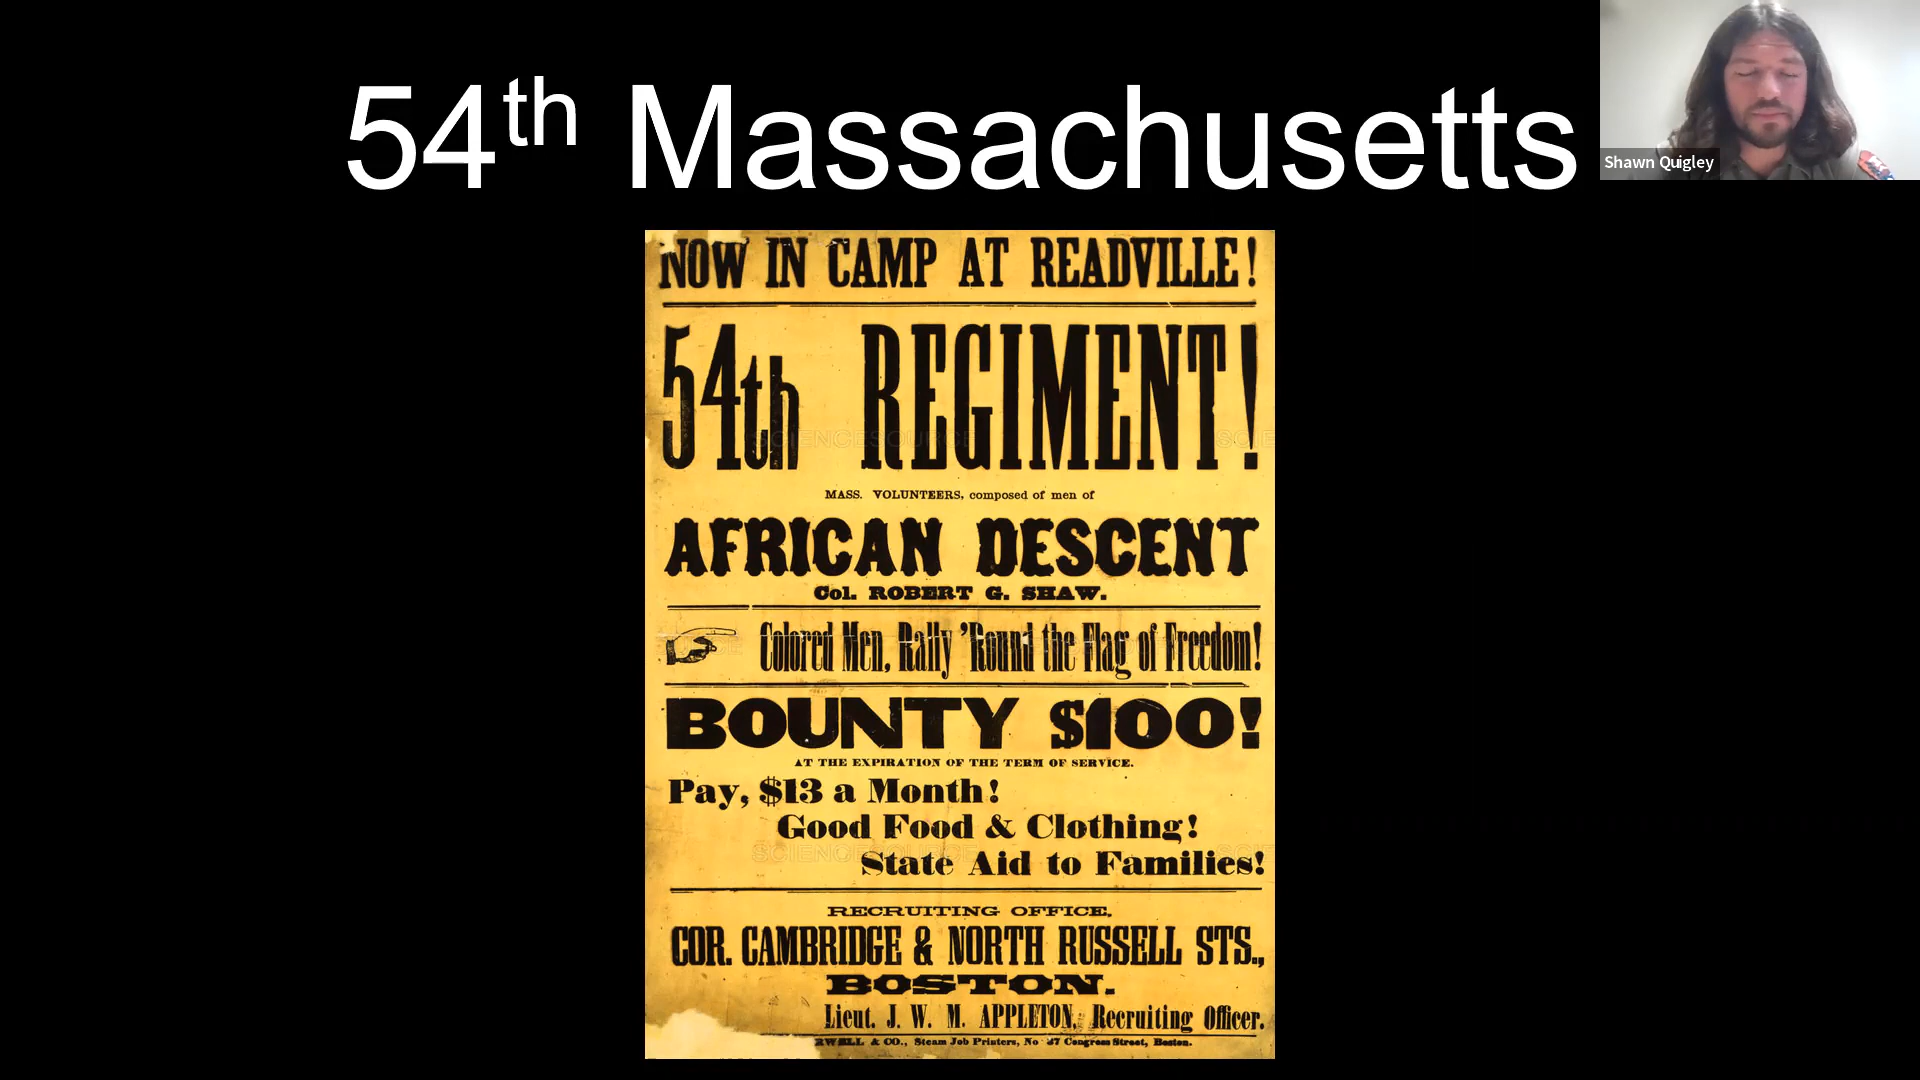 54th Massachusetts
Shawn Quigley
NOW IN CAMP AT READVILLE!
54th REGIMENT!
MASS. VOLUNTEERS, composed of men of
AFRICAN DESCENT
Col. ROBERT G. SHAW.
Colored Men, Rally 'Round the Flag of Freedom!
BOUNTY $100!
AT THE EXPIRATION OF THE TERM OF SERVICE.
Pay, $13 a Month!
Good Food & Clothing!
State Aid to Families!
RECRUITING OFFICE,
COR. CAMBRIDGE & NORTH RUSSELL STS.,
BOSTON.
Lieut. J. W. M. APPLETON, Recruiting Officer.
& CO., Steam Job Printers, No 37 Congress Street, Boston.
SCIENCESOURCE
SCIENCESOURCE